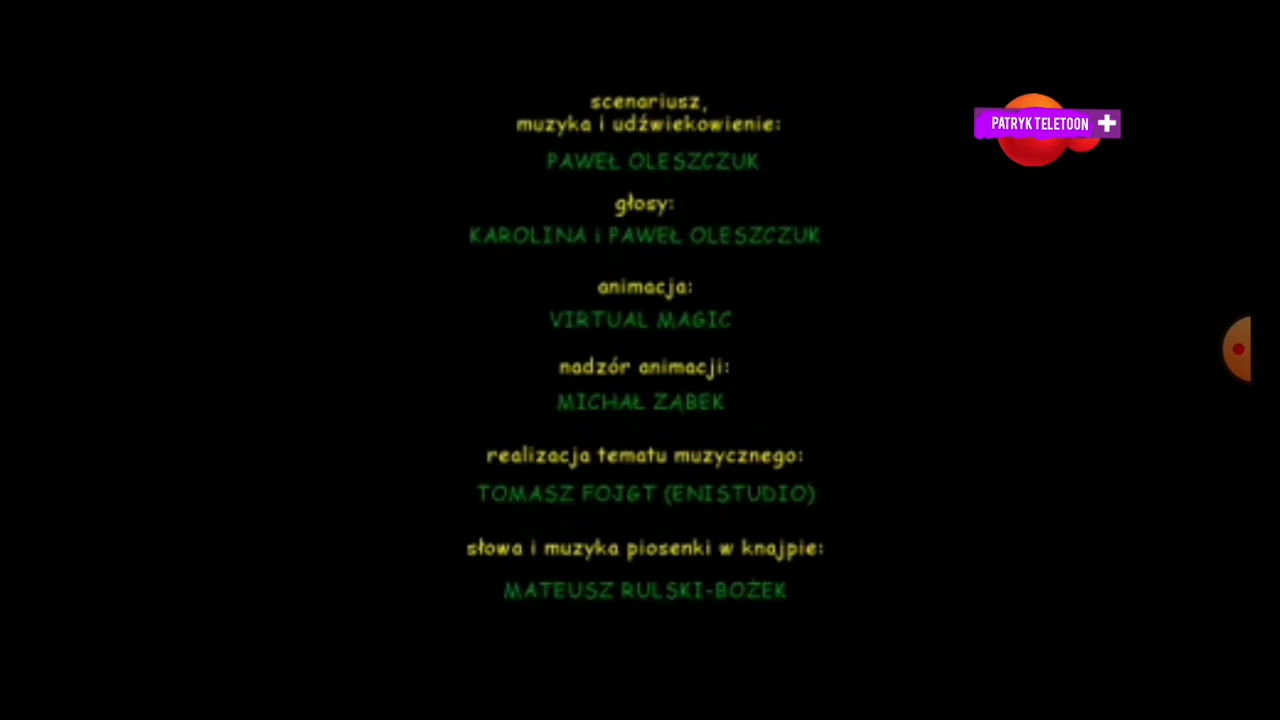 scenariusz,
muzyka i udźwiekowienie:
PAWEŁ OLESZCZUK
głosy:
KAROLINA i PAWEŁ OLESZCZUK
animacja:
VIRTUAL MAGIC
nadzór animacji:
MICHAŁ ZĄBEK
realizacja tematu muzycznego:
TOMASZ FOJGT (ENISTUDIO)
słowa i muzyka piosenki w knajpie:
MATEUSZ RULSKI-BOŻEK
PATRYK TELETOON +